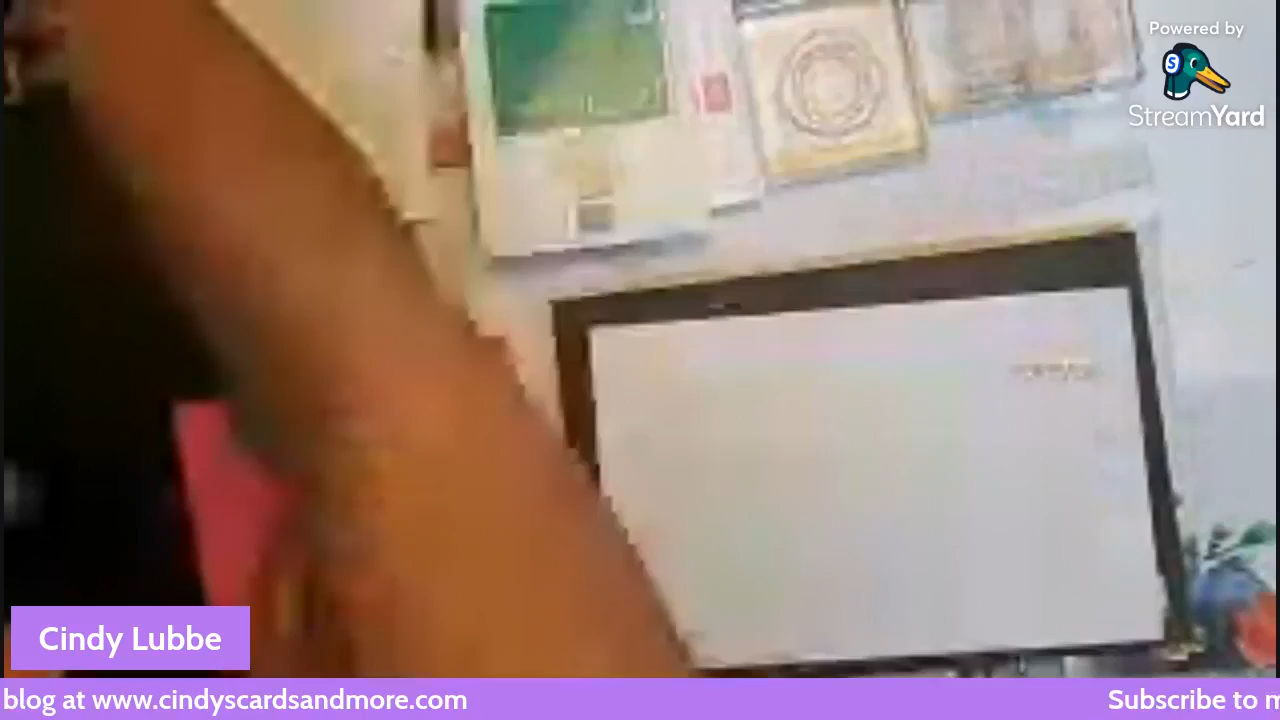 Powered by
StreamYard
Cindy Lubbe
blog at www.cindyscardsandmore.com
Subscribe to m